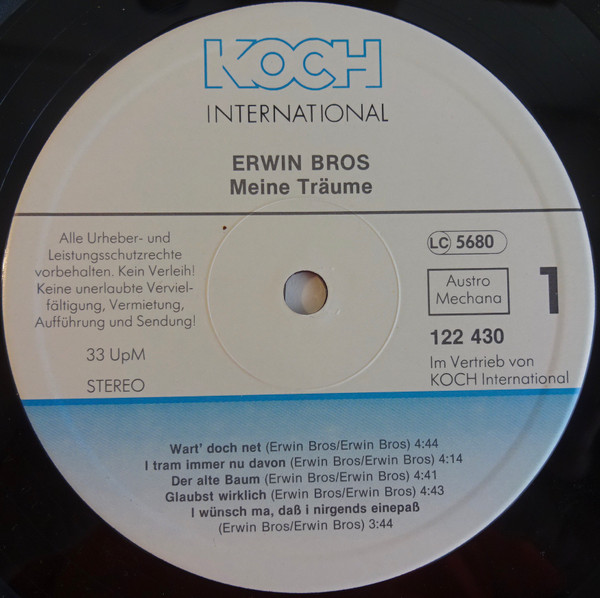 KOCH
INTERNATIONAL
ERWIN BROS
Meine Träume
Alle Urheber- und
Leistungsschutzrechte
vorbehalten. Kein Verleih!
Keine unerlaubte Verviel-
fältigung, Vermietung,
Aufführung und Sendung!
33 UpM
STEREO
LC 5680
Austro
Mechana
1
122 430
Im Vertrieb von
KOCH International
Wart' doch net (Erwin Bros/Erwin Bros) 4:44
I tram immer nu davon (Erwin Bros/Erwin Bros) 4:14
Der alte Baum (Erwin Bros/Erwin Bros) 4:41
Glaubst wirklich (Erwin Bros/Erwin Bros) 4:43
I wünsch ma, daß i nirgends einepaß
(Erwin Bros/Erwin Bros) 3:44